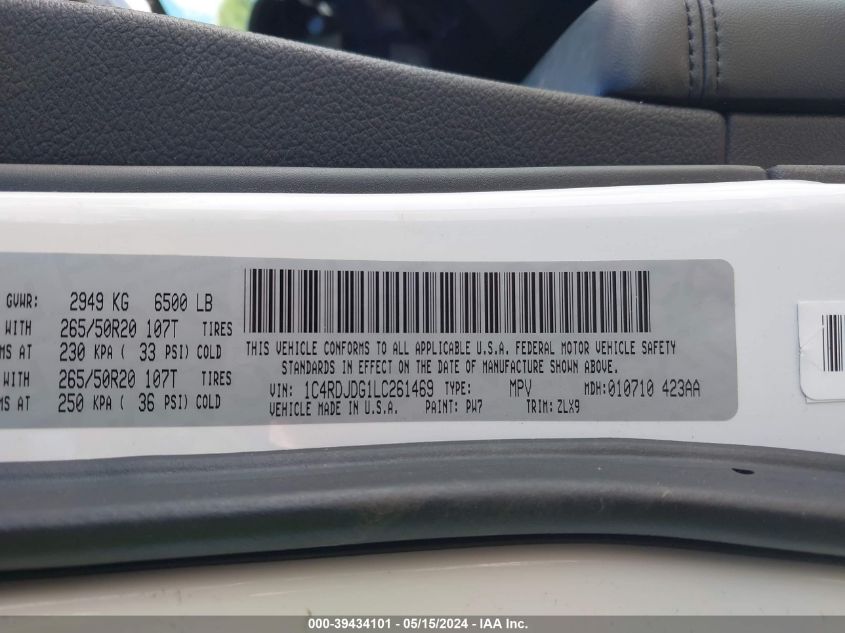 GVWR: 2949 KG 6500 LB
WITH 265/50R20 107T TIRES
MS AT 230 KPA ( 33 PSI) COLD
WITH 265/50R20 107T TIRES
MS AT 250 KPA ( 36 PSI) COLD
THIS VEHICLE CONFORMS TO ALL APPLICABLE U.S.A. FEDERAL MOTOR VEHICLE SAFETY
STANDARDS IN EFFECT ON THE DATE OF MANUFACTURE SHOWN ABOVE.
VIN: 1C4RDJDG1LC261469 TYPE: MPV MDH:010710 423AA
VEHICLE MADE IN U.S.A. PAINT: PW7 TRIM: ZLX9
000-39434101 - 05/15/2024 - IAA Inc.